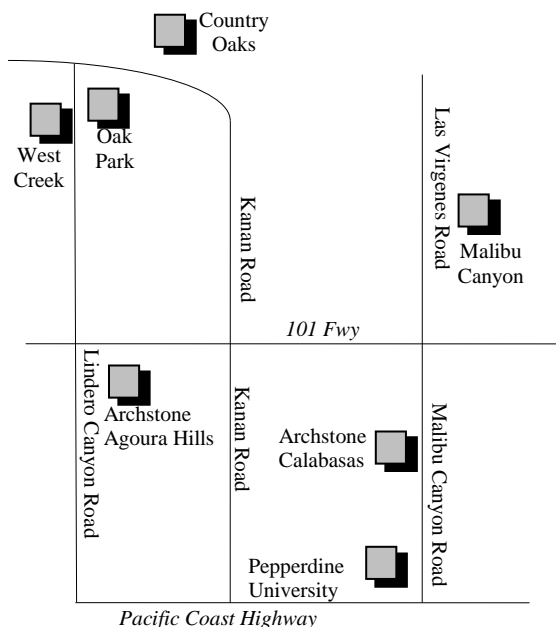 Country
Oaks
Oak
Park
West
Creek
Las Virgenes Road
Kanan Road
Malibu
Canyon
101 Fwy
Lindero Canyon Road
Archstone
Agoura Hills
Kanan Road
Archstone
Calabasas
Malibu Canyon Road
Pepperdine
University
Pacific Coast Highway